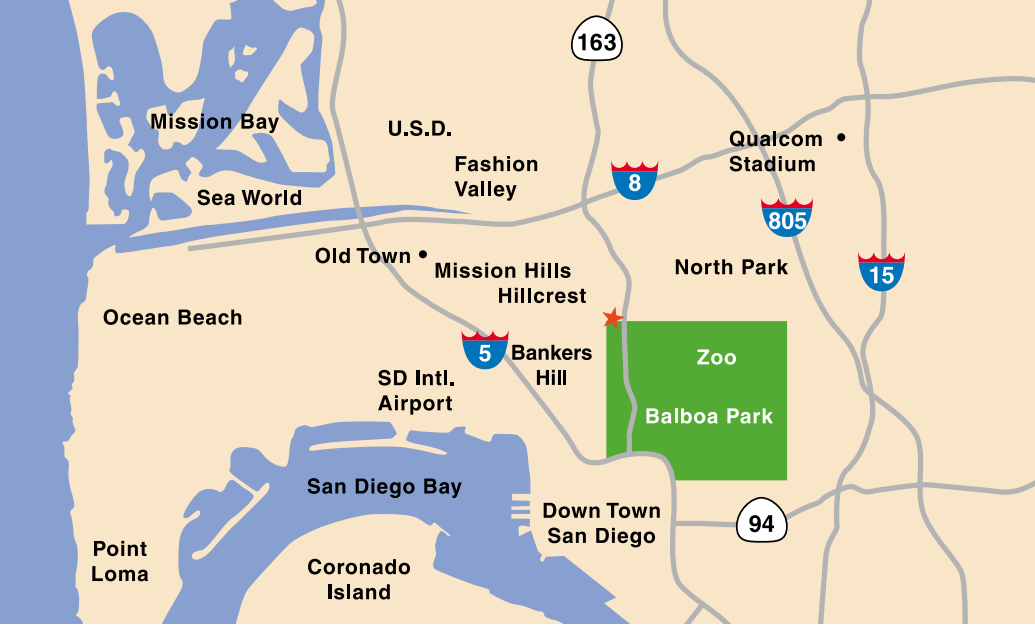 163
Mission Bay
U.S.D.
Qualcom
Stadium
Fashion
Valley
8
Sea World
805
Old Town
Mission Hills
North Park
15
Hillcrest
Ocean Beach
5
Bankers
Hill
Zoo
SD Intl.
Airport
Balboa Park
San Diego Bay
Down Town
San Diego
94
Point
Loma
Coronado
Island